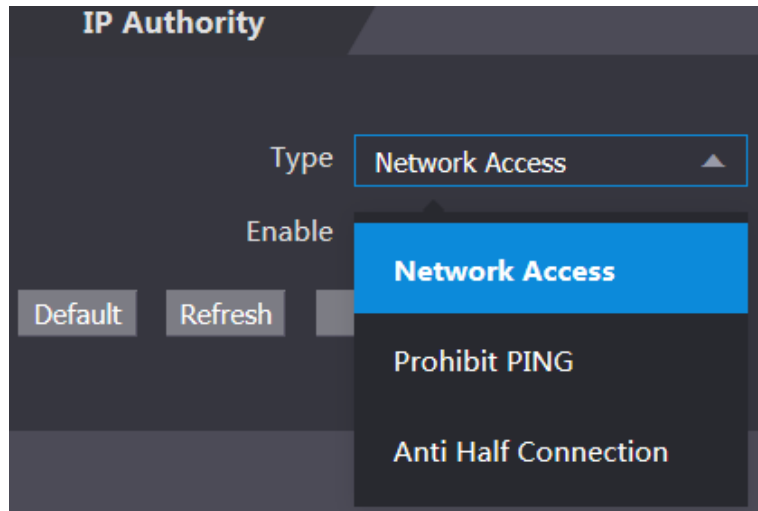 IP Authority
Type Network Access
Enable
Network Access
Default Refresh
Prohibit PING
Anti Half Connection